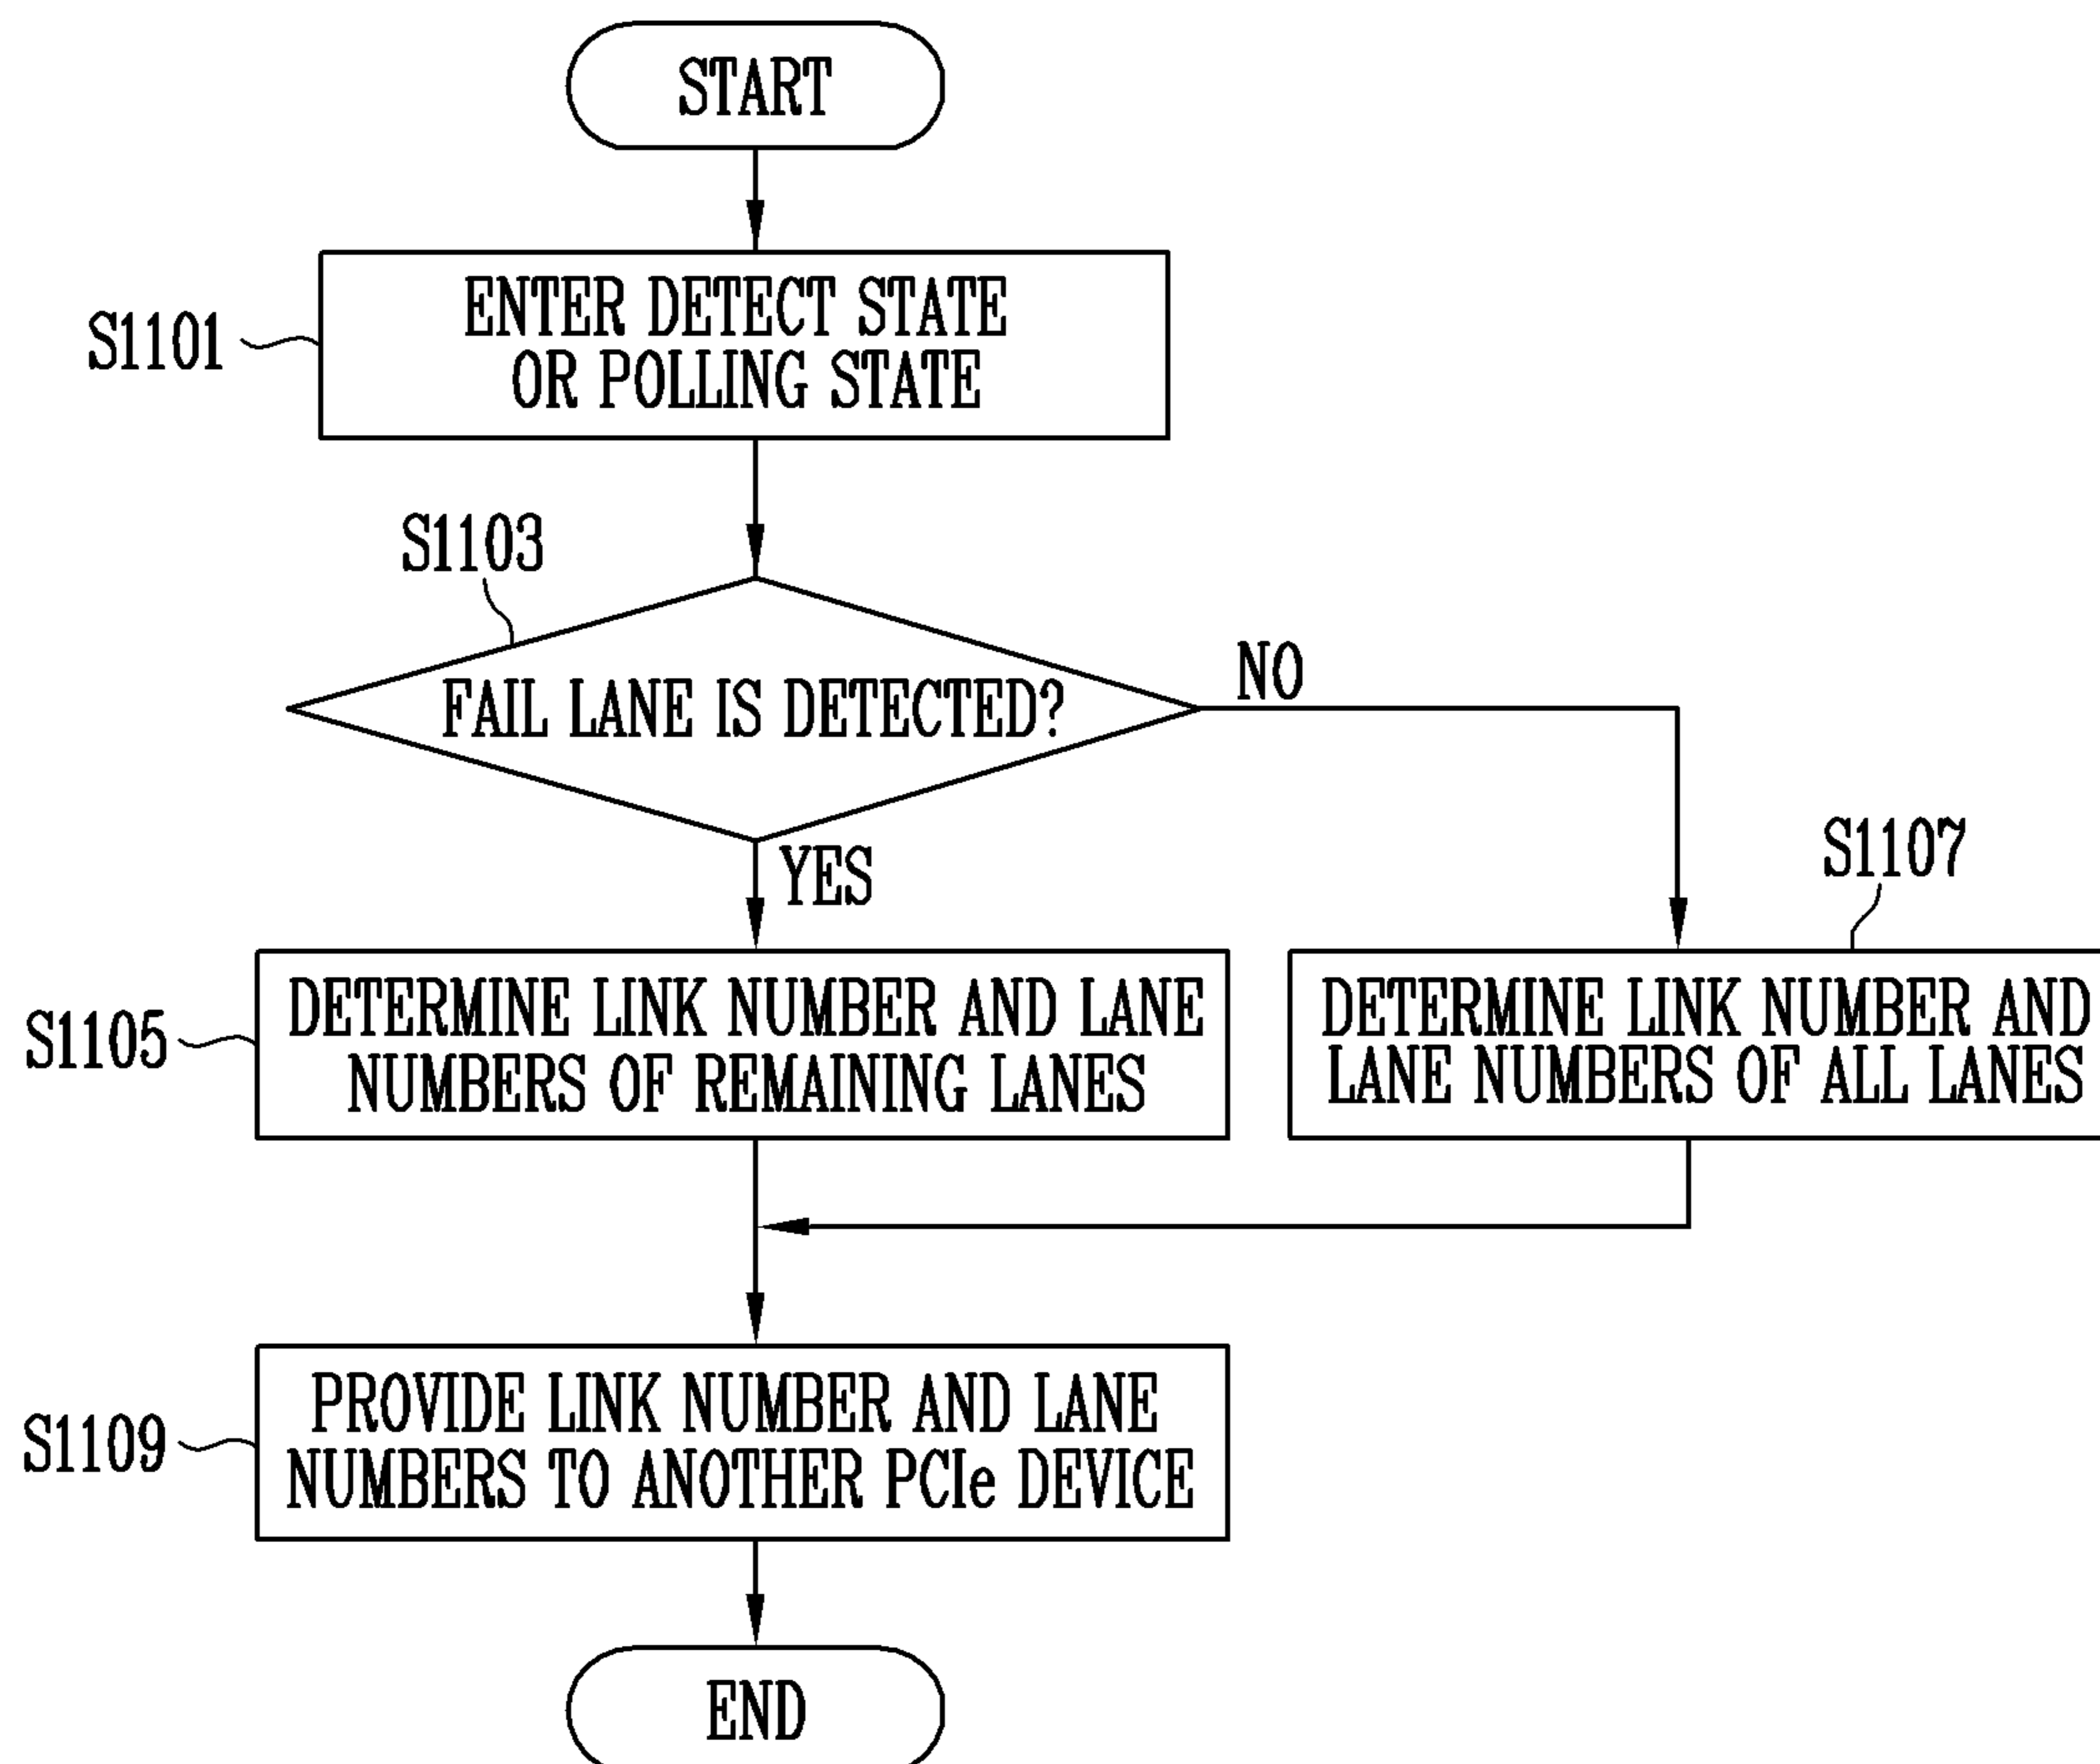 START
S1101
ENTER DETECT STATE
OR POLLING STATE
S1103
FAIL LANE IS DETECTED?
NO
YES
S1107
S1105
DETERMINE LINK NUMBER AND LANE
NUMBERS OF REMAINING LANES
DETERMINE LINK NUMBER AND
LANE NUMBERS OF ALL LANES
S1109
PROVIDE LINK NUMBER AND LANE
NUMBERS TO ANOTHER PCIe DEVICE
END